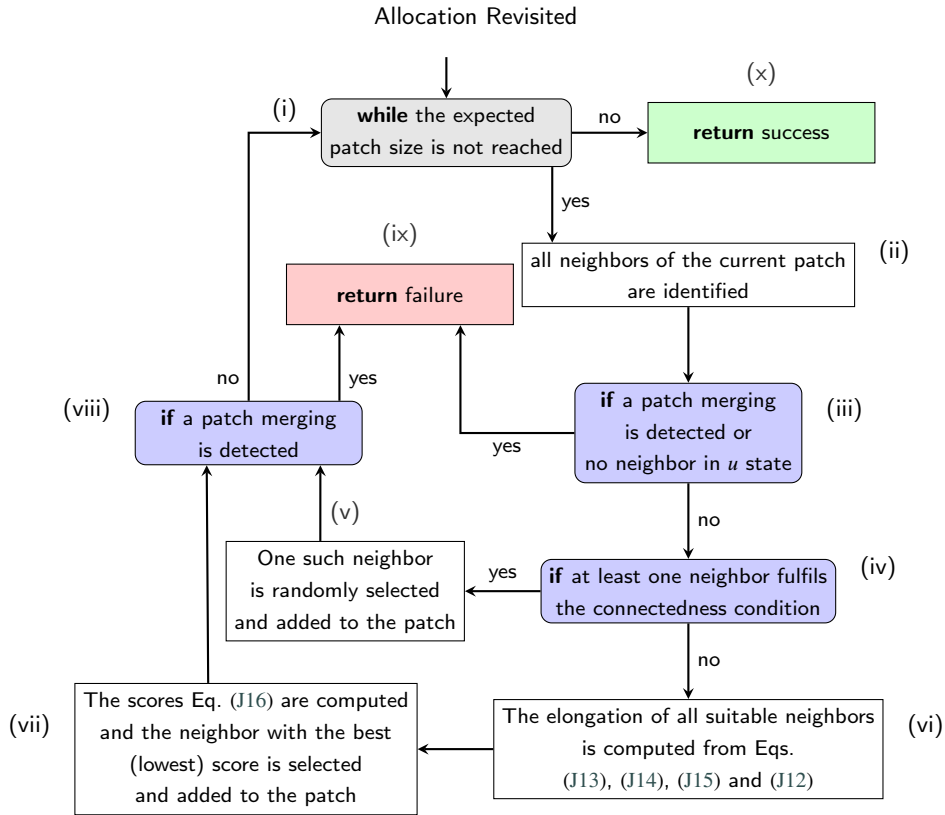 Allocation Revisited
(i)
while the expected
patch size is not reached
no
(x)
return success
yes
(ii)
all neighbors of the current patch
are identified
(ix)
return failure
no
yes
(viii)
if a patch merging
is detected
yes
(iii)
if a patch merging
is detected or
no neighbor in u state
no
(v)
One such neighbor
is randomly selected
and added to the patch
yes
(iv)
if at least one neighbor fulfils
the connectedness condition
no
(vii)
The scores Eq. (J16) are computed
and the neighbor with the best
(lowest) score is selected
and added to the patch
(vi)
The elongation of all suitable neighbors
is computed from Eqs.
(J13), (J14), (J15) and (J12)